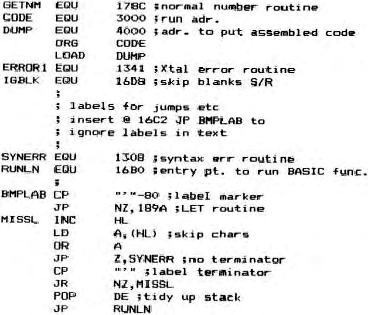 GETNM EQU 178C ;normal number routine
CODE EQU 3000 ;run adr.
DUMP EQU 4000 ;adr. to put assembled code
ORG CODE
LOAD DUMP
ERROR1 EQU 1341 ;Xtal error routine
IGBLK EQU 16D8 ;skip blanks S/R
;
; labels for jumps etc
; insert @ 16C2 JP BMPLAB to
; ignore labels in text
;
SYNERR EQU 1308 ;syntax err routine
RUNLN EQU 16B0 ;entry pt. to run BASIC func.
;
BMPLAB CP "'"-80 ;label marker
JP NZ,189A ;LET routine
MISSL INC HL
LD A,(HL) ;skip chars
OR A
JP Z,SYNERR ;no terminator
CP "'" ;label terminator
JR NZ,MISSL
POP DE ;tidy up stack
JP RUNLN